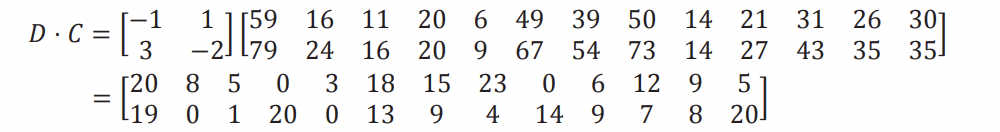 D · C = [−1 1 3 −2] [59 16 11 20 6 49 39 50 14 21 31 26 30
79 24 16 20 9 67 54 73 14 27 43 35 35]
= [20 8 5 0 3 18 15 23 0 6 12 9 5
19 0 1 20 0 13 9 4 14 9 7 8 20]